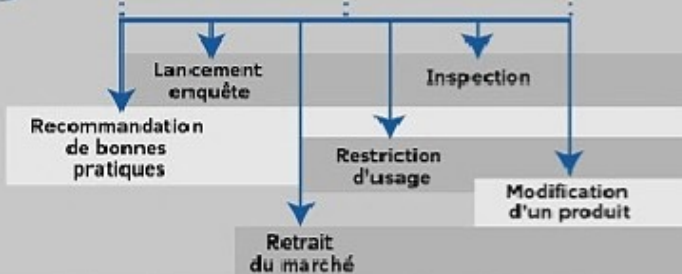 Lancement
enquête
Inspection
Recommandation
de bonnes
pratiques
Restriction
d'usage
Modification
d'un produit
Retrait
du marché